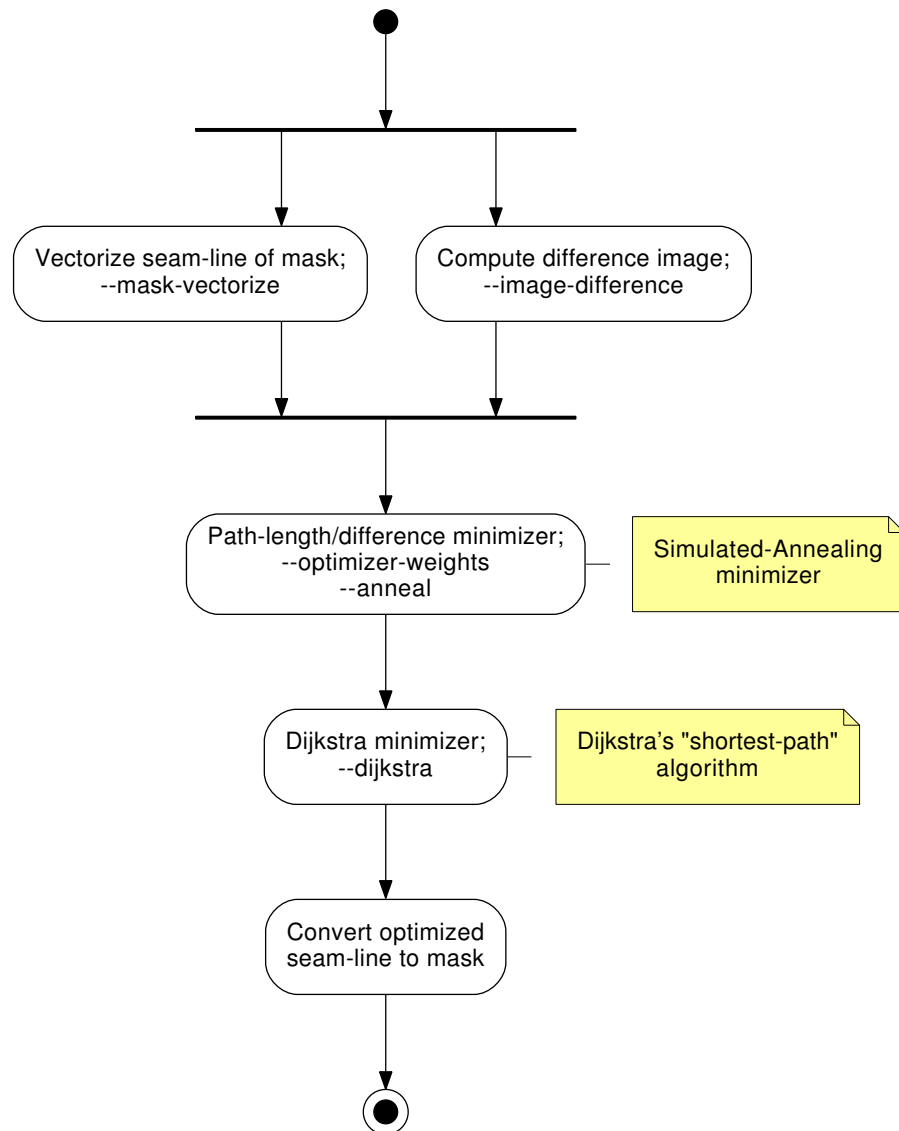 Vectorize seam-line of mask;
--mask-vectorize
Compute difference image;
--image-difference
Path-length/difference minimizer;
--optimizer-weights
--anneal
Simulated-Annealing
minimizer
Dijkstra minimizer;
--dijkstra
Dijkstra's "shortest-path"
algorithm
Convert optimized
seam-line to mask